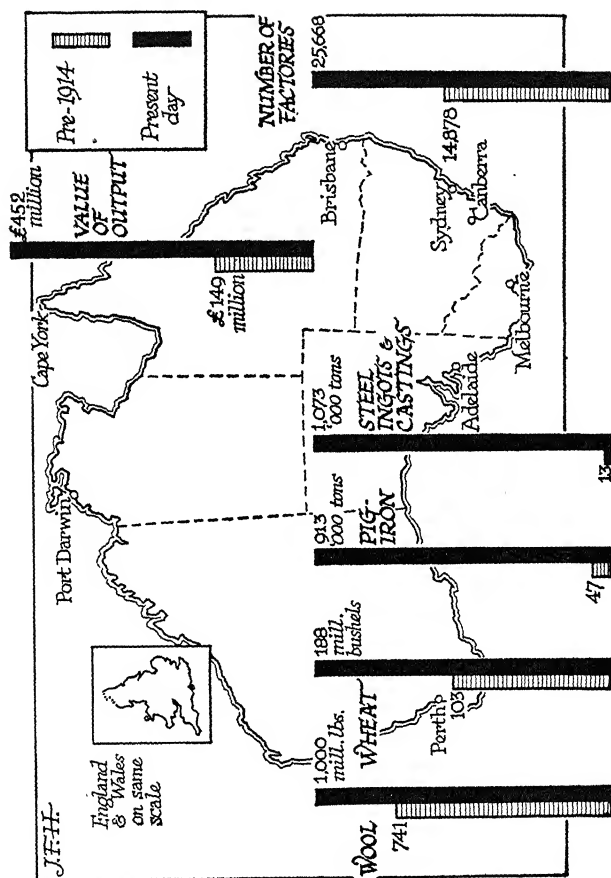 J.F.H.
England
& Wales
on same
scale
Port Darwin
Cape York
£452
million
VALUE
OF
OUTPUT
£149
million
Pre-1914
Present
day
NUMBER OF
FACTORIES
25,668
14,878
Brisbane
Sydney
Canberra
Melbourne
Adelaide
Perth
WOOL
741
1,000
mill. lbs.
WHEAT
103
188
mill.
bushels
PIG-
IRON
47
913
'000 tons
STEEL
INGOTS &
CASTINGS
13
1,073
'000 tons